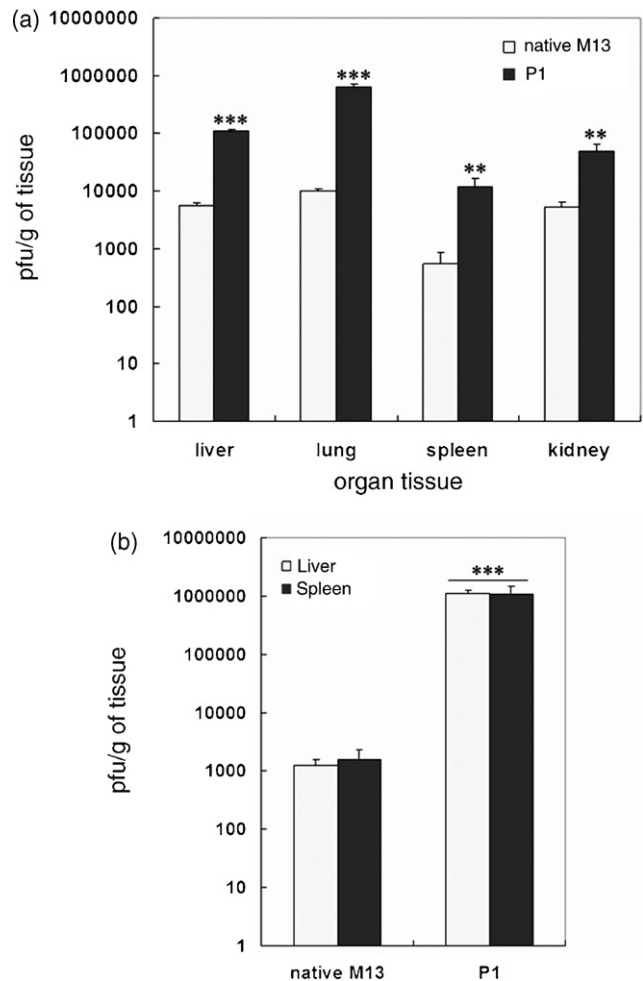 (a)
10000000
1000000
100000
10000
1000
100
10
1
pfu/g of tissue
native M13
P1
***
***
**
**
liver
lung
spleen
kidney
organ tissue
(b)
10000000
1000000
100000
10000
1000
100
10
1
pfu/g of tissue
Liver
Spleen
***
native M13
P1